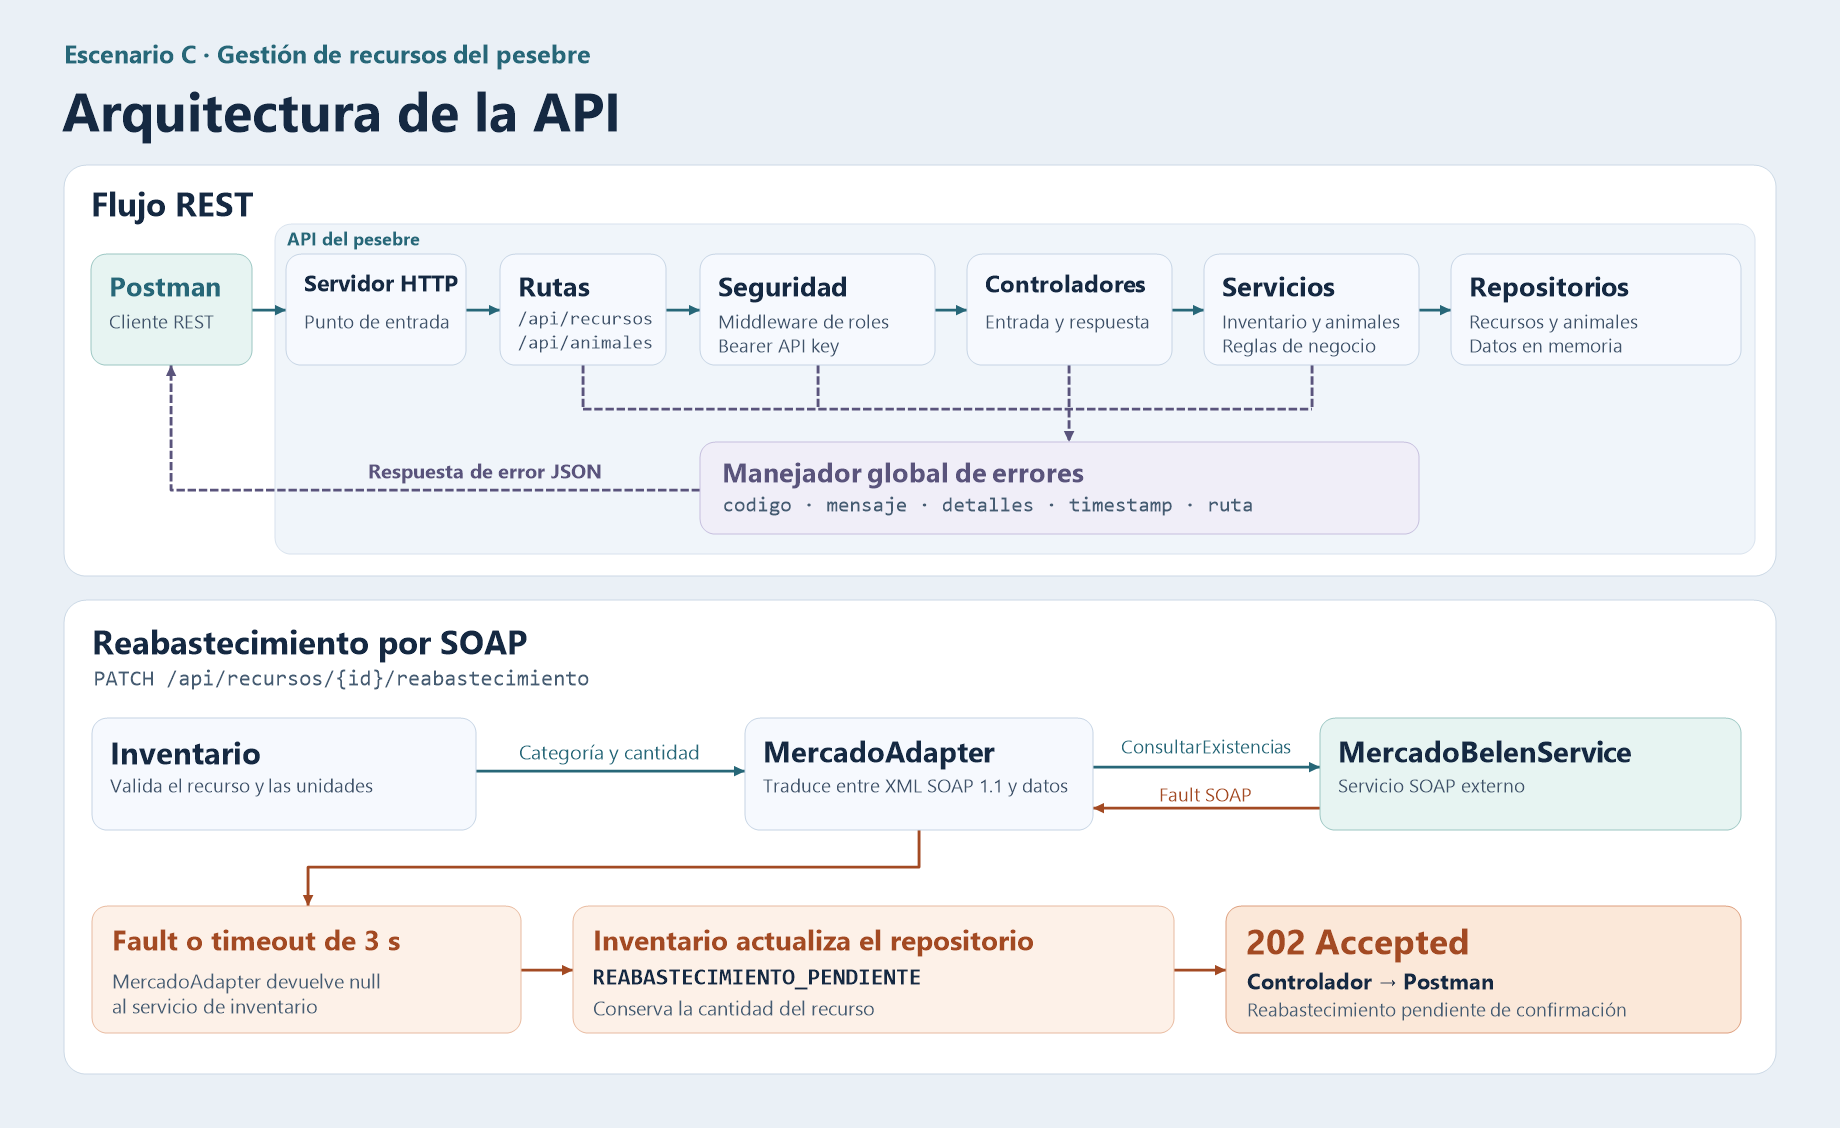 Escenario C · Gestión de recursos del pesebre
Arquitectura de la API
Flujo REST
API del pesebre
Postman
Cliente REST
Servidor HTTP
Punto de entrada
Rutas
/api/recursos
/api/animales
Seguridad
Middleware de roles
Bearer API key
Controladores
Entrada y respuesta
Servicios
Inventario y animales
Reglas de negocio
Repositorios
Recursos y animales
Datos en memoria
Respuesta de error JSON
Manejador global de errores
codigo · mensaje · detalles · timestamp · ruta
Reabastecimiento por SOAP
PATCH /api/recursos/{id}/reabastecimiento
Inventario
Valida el recurso y las unidades
Categoría y cantidad
MercadoAdapter
Traduce entre XML SOAP 1.1 y datos
ConsultarExistencias
Fault SOAP
MercadoBelenService
Servicio SOAP externo
Fault o timeout de 3 s
MercadoAdapter devuelve null
al servicio de inventario
Inventario actualiza el repositorio
REABASTECIMIENTO_PENDIENTE
Conserva la cantidad del recurso
202 Accepted
Controlador → Postman
Reabastecimiento pendiente de confirmación